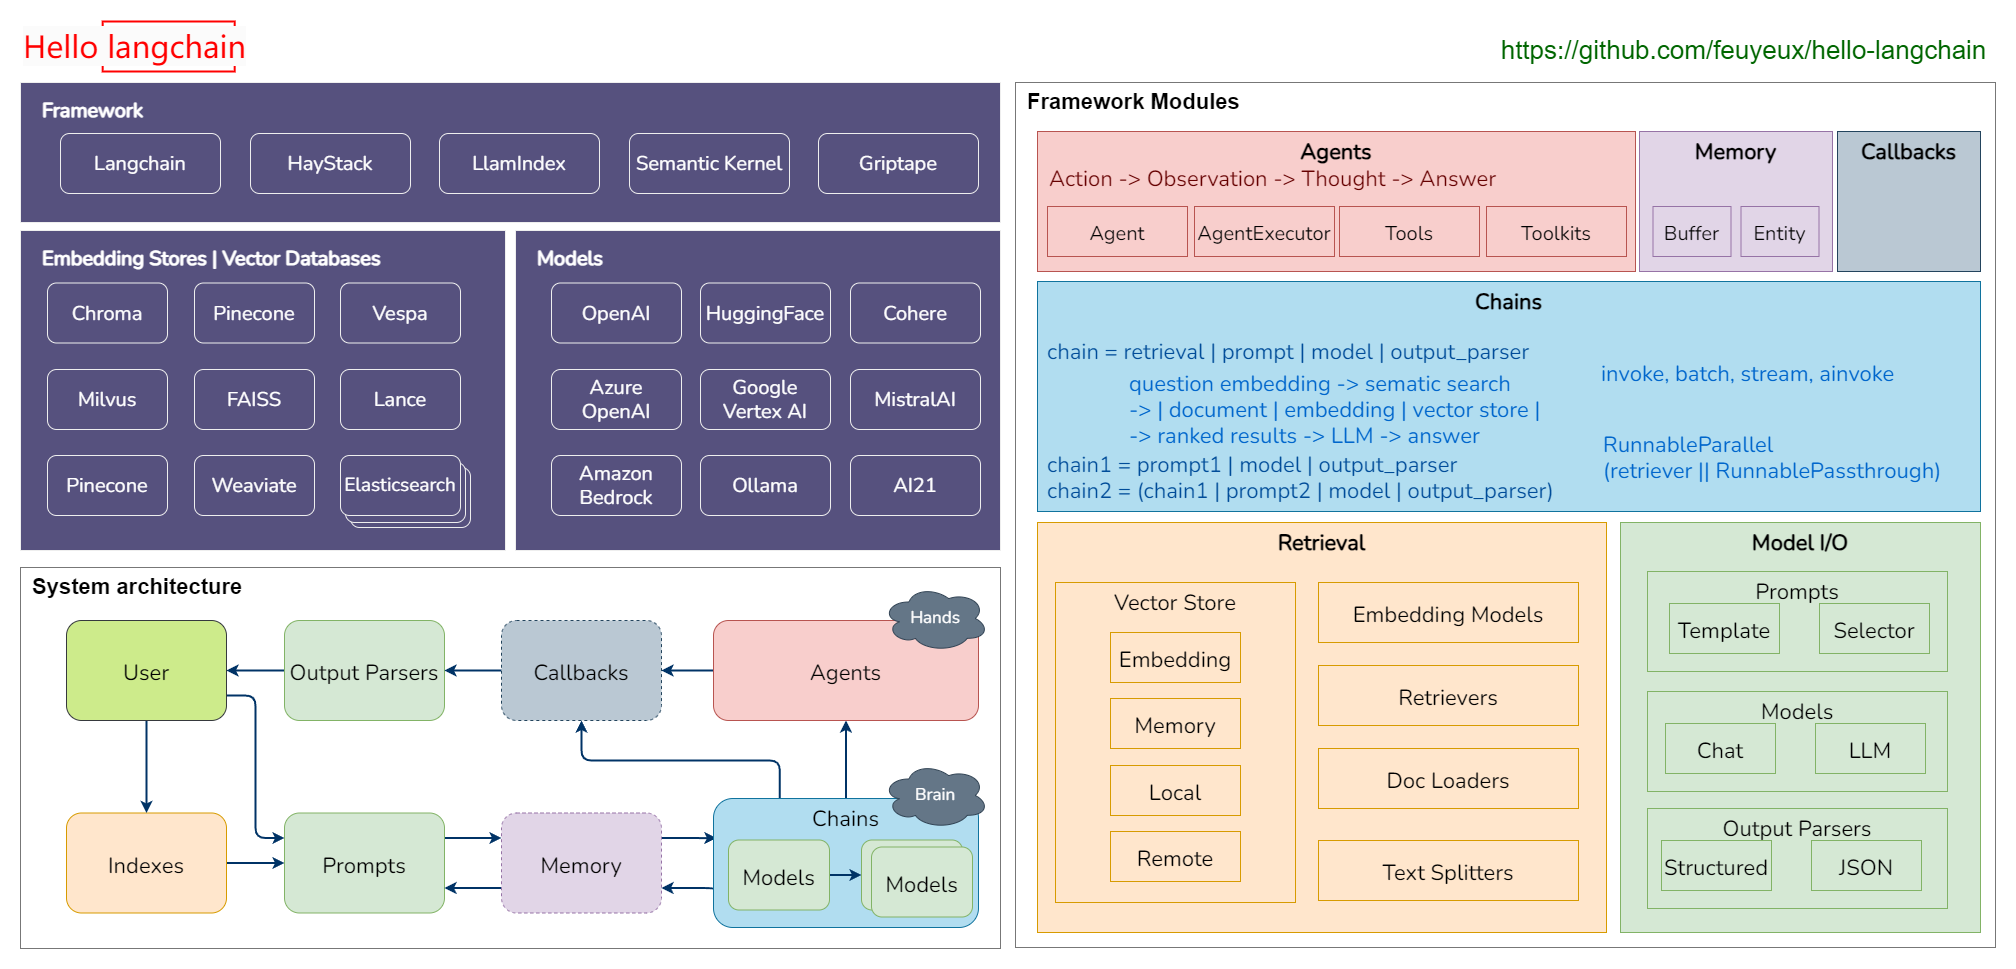 Hello langchain
https://github.com/feuyeux/hello-langchain
Framework
Langchain
HayStack
LlamIndex
Semantic Kernel
Griptape
Embedding Stores | Vector Databases
Chroma
Pinecone
Vespa
Milvus
FAISS
Lance
Pinecone
Weaviate
Elasticsearch
Models
OpenAI
HuggingFace
Cohere
Azure
OpenAI
Google
Vertex AI
MistralAI
Amazon
Bedrock
Ollama
AI21
System architecture
Hands
User
Output Parsers
Callbacks
Agents
Brain
Chains
Indexes
Prompts
Memory
Models
Models
Framework Modules
Agents
Action -> Observation -> Thought -> Answer
Agent
AgentExecutor
Tools
Toolkits
Memory
Buffer
Entity
Callbacks
Chains
chain = retrieval | prompt | model | output_parser
question embedding -> sematic search
-> | document | embedding | vector store |
-> ranked results -> LLM -> answer
chain1 = prompt1 | model | output_parser
chain2 = (chain1 | prompt2 | model | output_parser)
invoke, batch, stream, ainvoke
RunnableParallel
(retriever || RunnablePassthrough)
Retrieval
Vector Store
Embedding
Memory
Local
Remote
Embedding Models
Retrievers
Doc Loaders
Text Splitters
Model I/O
Prompts
Template
Selector
Models
Chat
LLM
Output Parsers
Structured
JSON